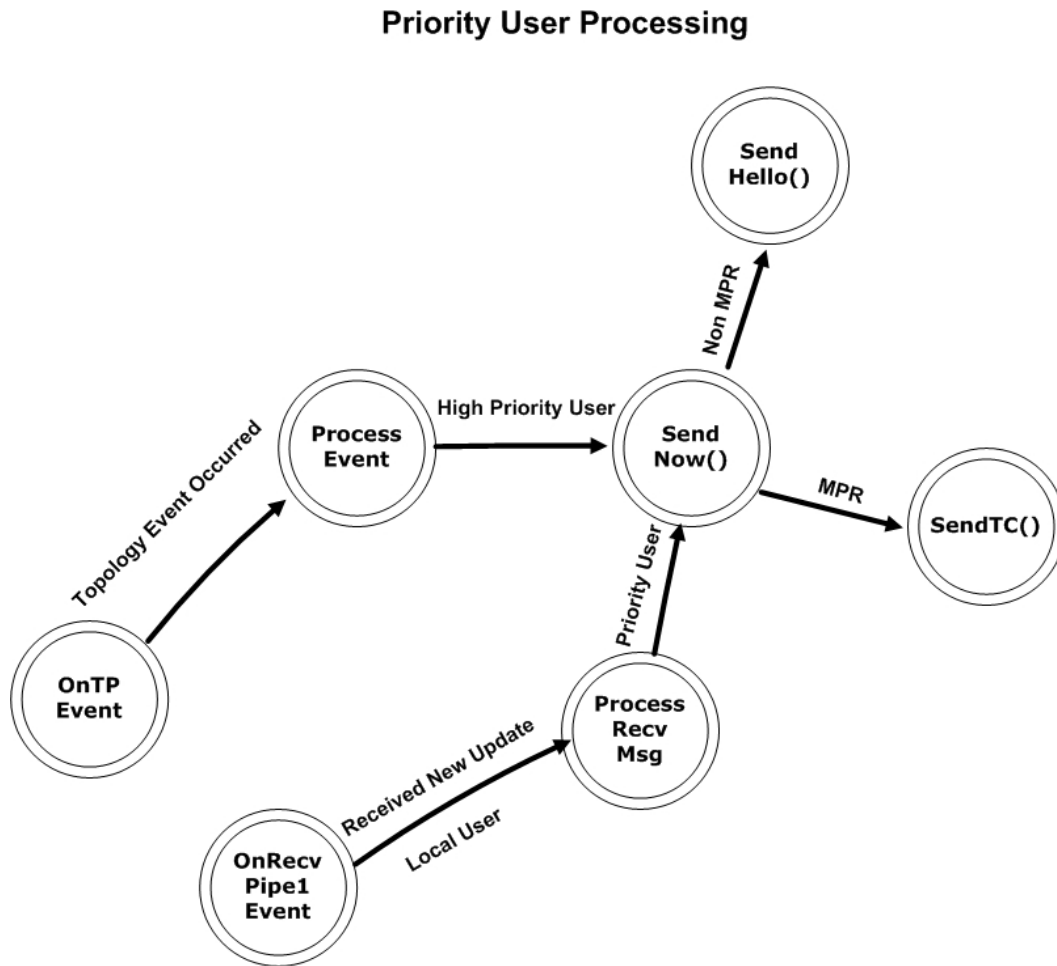 Priority User Processing
Send
Hello()
Non MPR
High Priority User
Process
Event
Send
Now()
Topology Event Occurred
MPR
SendTC()
Priority User
OnTP
Event
Process
Recv
Msg
Received New Update
Local User
OnRecv
Pipe1
Event